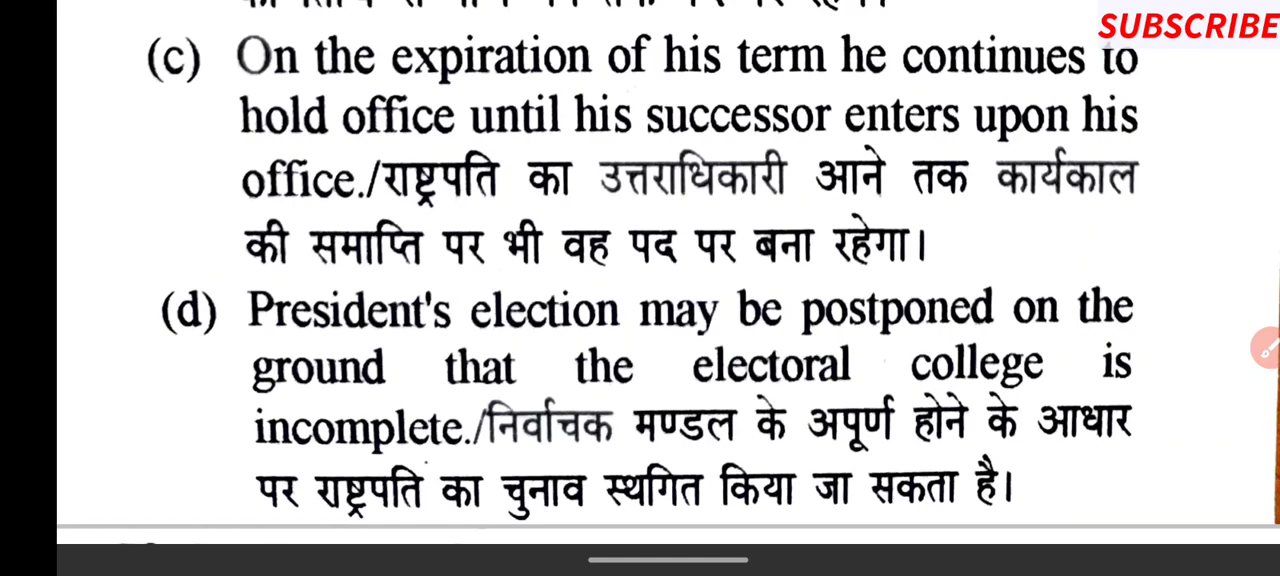 SUBSCRIBE
(c) On the expiration of his term he continues to
hold office until his successor enters upon his
office./राष्ट्रपति का उत्तराधिकारी आने तक कार्यकाल
की समाप्ति पर भी वह पद पर बना रहेगा।
(d) President's election may be postponed on the
ground that the electoral college is
incomplete./निर्वाचक मण्डल के अपूर्ण होने के आधार
पर राष्ट्रपति का चुनाव स्थगित किया जा सकता है।